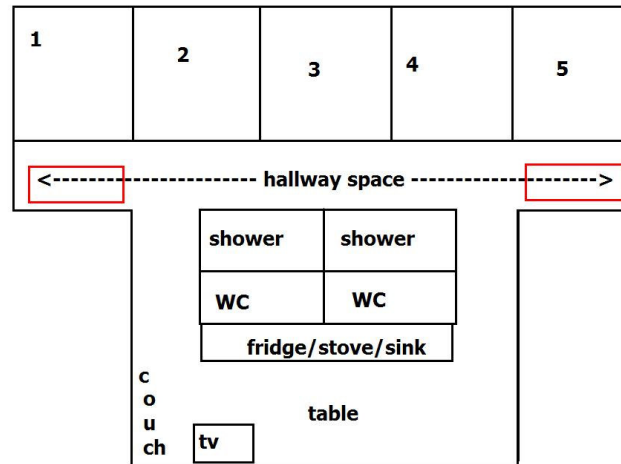 1
2
3
4
5
<---------------------- hallway space --------------------->
shower shower
WC WC
fridge/stove/sink
c
o
u
ch
table
tv